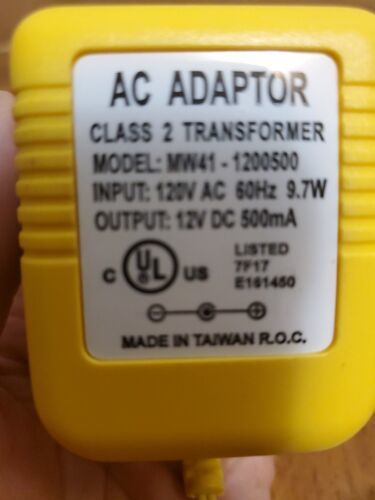 AC ADAPTOR
CLASS 2 TRANSFORMER
MODEL: MW41-1200500
INPUT: 120V AC 60Hz 9.7W
OUTPUT: 12V DC 500mA
LISTED
C UL US 7F17
E161450
MADE IN TAIWAN R.O.C.